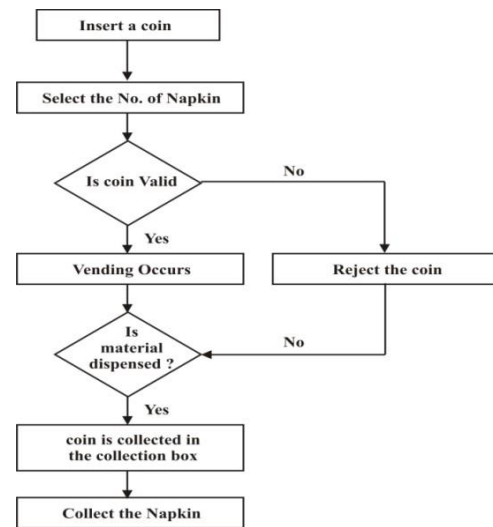 Insert a coin
Select the No. of Napkin
Is coin Valid
No
Yes
Vending Occurs
Reject the coin
Is
material
dispensed ?
No
Yes
coin is collected in
the collection box
Collect the Napkin